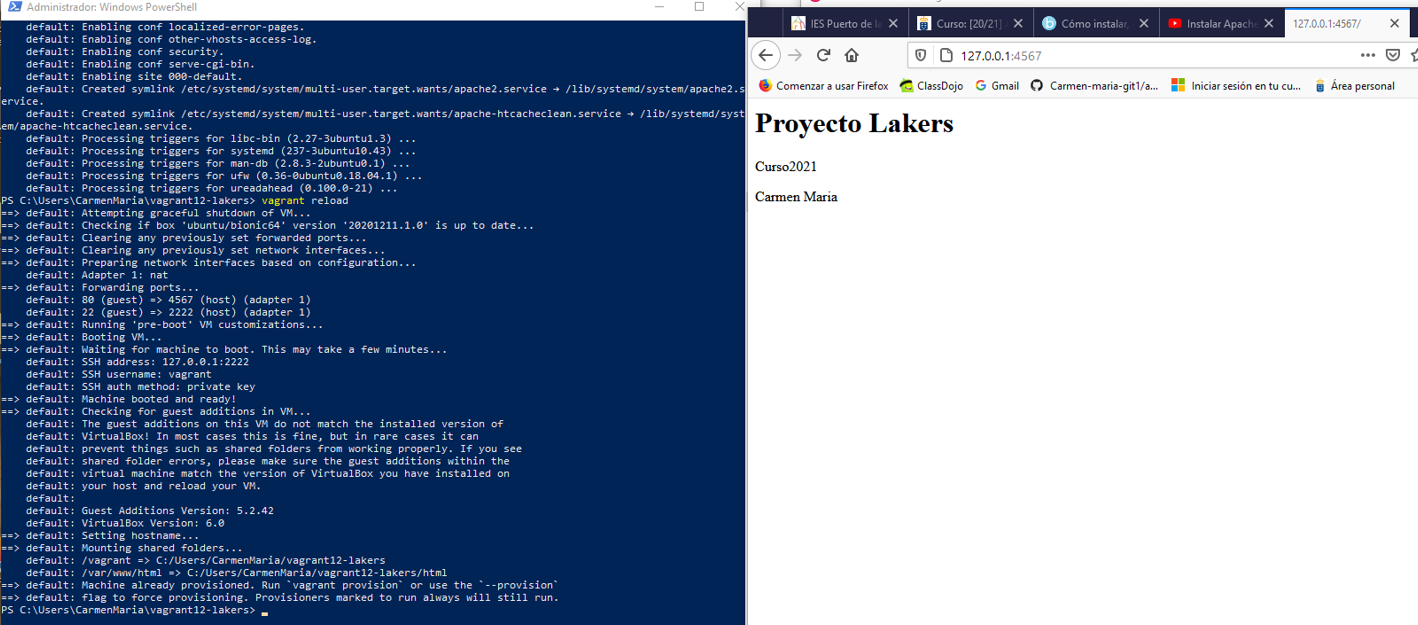 Administrador: Windows PowerShell
default: Enabling conf localized-error-pages.
default: Enabling conf other-vhosts-access-log.
default: Enabling conf security.
default: Enabling conf serve-cgi-bin.
default: Enabling site 000-default.
default: Created symlink /etc/systemd/system/multi-user.target.wants/apache2.service → /lib/systemd/system/apache2.s
ervice.
default: Created symlink /etc/systemd/system/multi-user.target.wants/apache-htcacheclean.service → /lib/systemd/syst
em/apache-htcacheclean.service.
default: Processing triggers for libc-bin (2.27-3ubuntu1.3) ...
default: Processing triggers for systemd (237-3ubuntu10.43) ...
default: Processing triggers for man-db (2.8.3-2ubuntu0.1) ...
default: Processing triggers for ufw (0.36-0ubuntu0.18.04.1) ...
default: Processing triggers for ureadahead (0.100.0-21) ...
PS C:\Users\CarmenMaria\vagrant12-lakers> vagrant reload
==> default: Attempting graceful shutdown of VM...
==> default: Checking if box 'ubuntu/bionic64' version '20201211.1.0' is up to date...
==> default: Clearing any previously set forwarded ports...
==> default: Clearing any previously set network interfaces...
==> default: Preparing network interfaces based on configuration...
default: Adapter 1: nat
==> default: Forwarding ports...
default: 80 (guest) => 4567 (host) (adapter 1)
default: 22 (guest) => 2222 (host) (adapter 1)
==> default: Running 'pre-boot' VM customizations...
==> default: Booting VM...
==> default: Waiting for machine to boot. This may take a few minutes...
default: SSH address: 127.0.0.1:2222
default: SSH username: vagrant
default: SSH auth method: private key
==> default: Machine booted and ready!
==> default: Checking for guest additions in VM...
default: The guest additions on this VM do not match the installed version of
default: VirtualBox! In most cases this is fine, but in rare cases it can
default: prevent things such as shared folders from working properly. If you see
default: shared folder errors, please make sure the guest additions within the
default: virtual machine match the version of VirtualBox you have installed on
default: your host and reload your VM.
default:
default: Guest Additions Version: 5.2.42
default: VirtualBox Version: 6.0
==> default: Setting hostname...
==> default: Mounting shared folders...
default: /vagrant => C:/Users/CarmenMaria/vagrant12-lakers
default: /var/www/html => C:/Users/CarmenMaria/vagrant12-lakers/html
==> default: Machine already provisioned. Run `vagrant provision` or use the `--provision`
==> default: flag to force provisioning. Provisioners marked to run always will still run.
PS C:\Users\CarmenMaria\vagrant12-lakers>
IES Puerto de la
Curso: [20/21]
Cómo instalar,
Instalar Apache
127.0.0.1:4567/
127.0.0.1:4567
Comenzar a usar Firefox
ClassDojo
Gmail
Carmen-maria-git1/a...
Iniciar sesión en tu cu...
Área personal
Proyecto Lakers
Curso2021
Carmen Maria